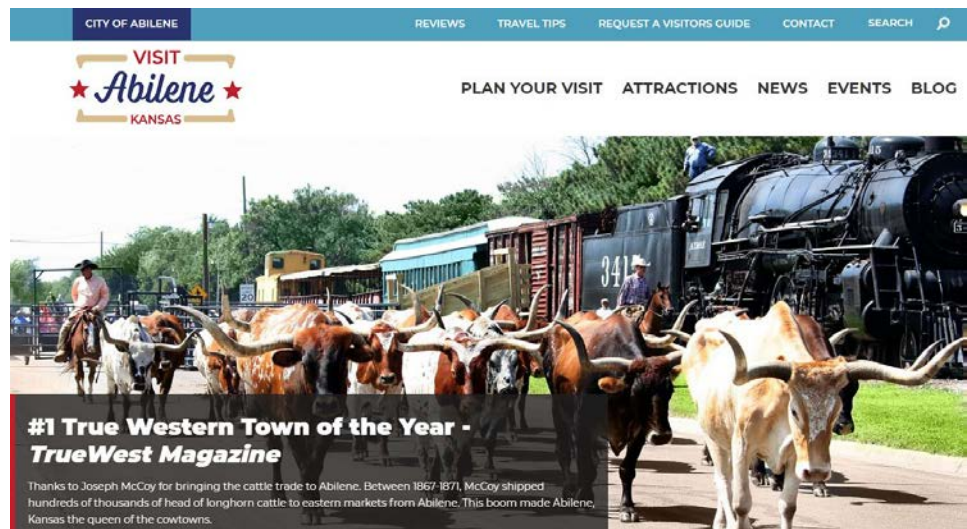 CITY OF ABILENE
REVIEWS TRAVEL TIPS REQUEST A VISITORS GUIDE CONTACT SEARCH
VISIT
Abilene
KANSAS
PLAN YOUR VISIT ATTRACTIONS NEWS EVENTS BLOG
341
20
#1 True Western Town of the Year -
TrueWest Magazine
Thanks to Joseph McCoy for bringing the cattle trade to Abilene. Between 1867-1871, McCoy shipped
hundreds of thousands of head of longhorn cattle to eastern markets from Abilene. This boom made Abilene,
Kansas the queen of the cowtowns.